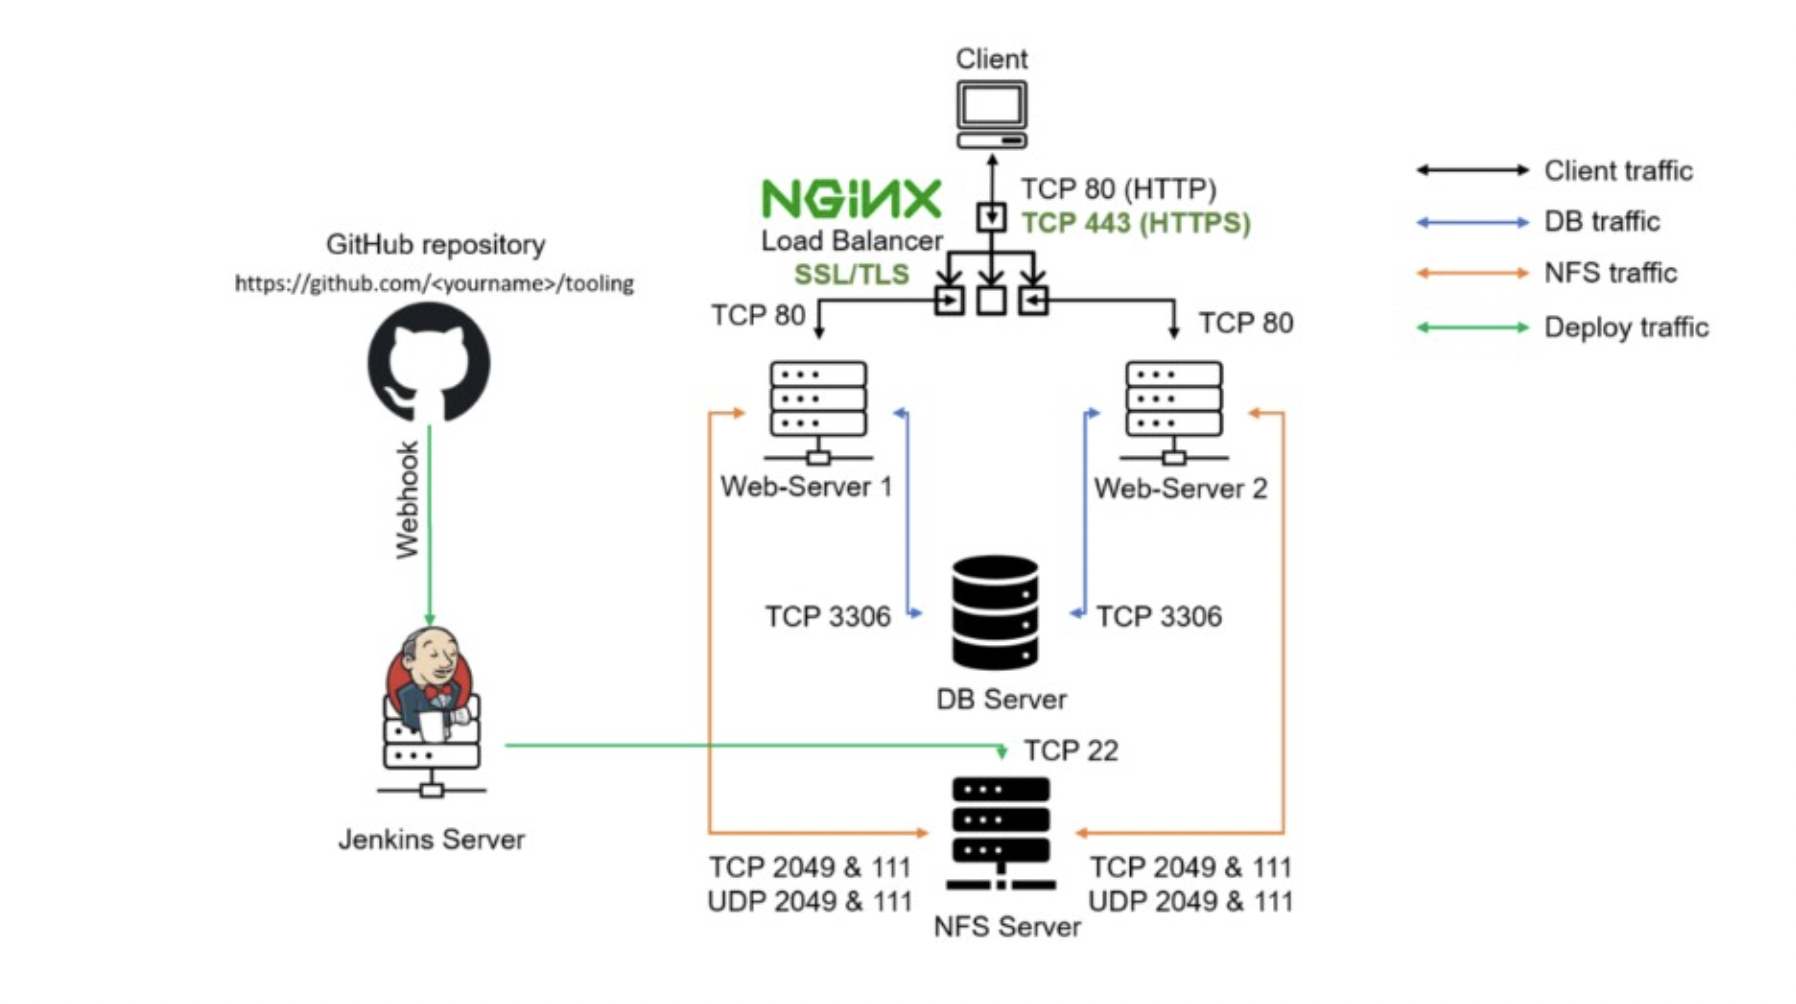 Client
NGINX
Load Balancer
SSL/TLS
TCP 80 (HTTP)
TCP 443 (HTTPS)
Client traffic
DB traffic
NFS traffic
Deploy traffic
GitHub repository
https://github.com/<yourname>/tooling
Webhook
Jenkins Server
TCP 80
TCP 80
Web-Server 1
Web-Server 2
TCP 3306
TCP 3306
DB Server
TCP 22
TCP 2049 & 111
UDP 2049 & 111
TCP 2049 & 111
UDP 2049 & 111
NFS Server